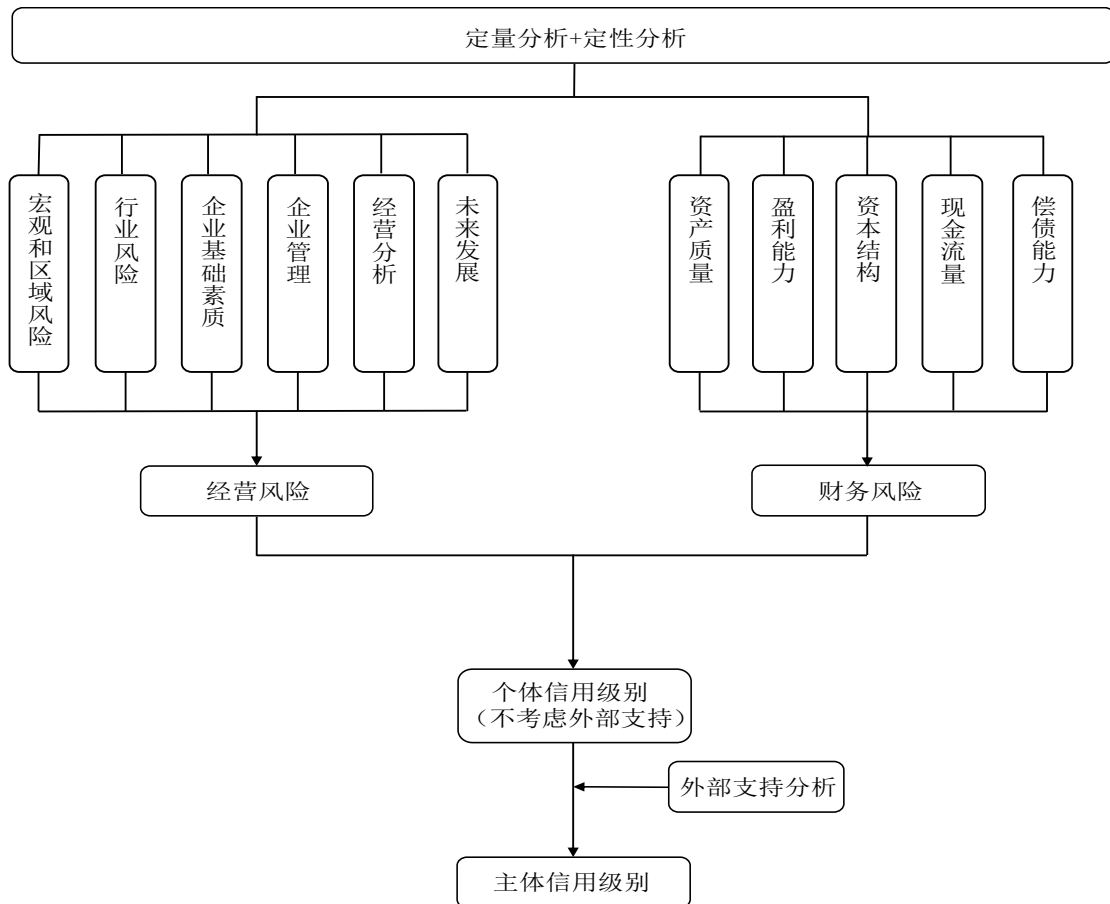 定量分析+定性分析
宏观和区域风险
行业风险
企业基础素质
企业管理
经营分析
未来发展
资产质量
盈利能力
资本结构
现金流量
偿债能力
经营风险
财务风险
个体信用级别
（不考虑外部支持）
外部支持分析
主体信用级别